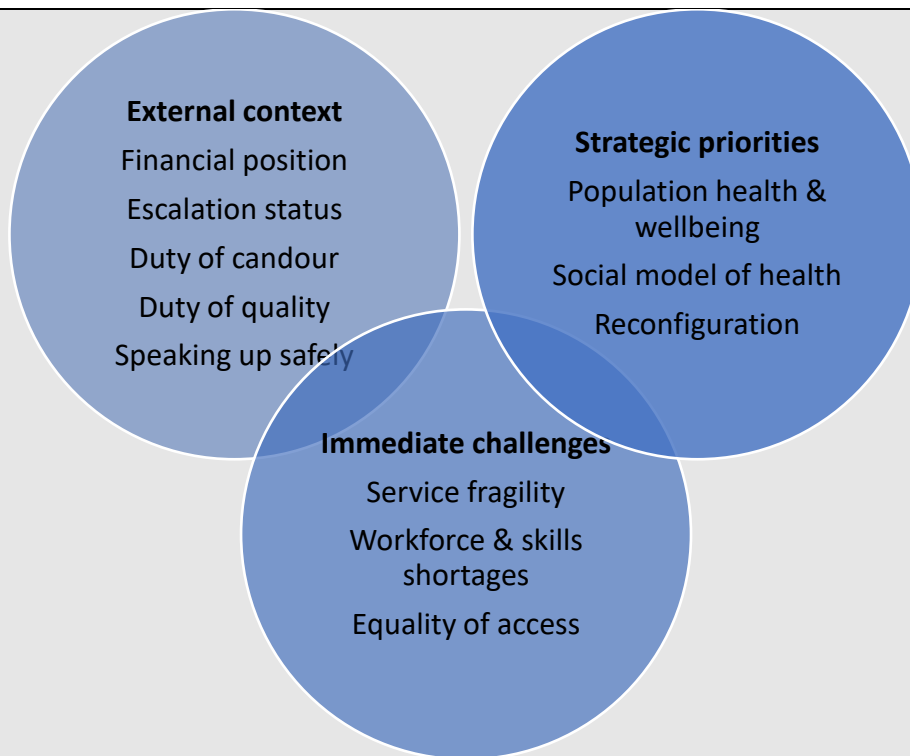 External context
Financial position
Escalation status
Duty of candour
Duty of quality
Speaking up safely
Strategic priorities
Population health &
wellbeing
Social model of health
Reconfiguration
Immediate challenges
Service fragility
Workforce & skills
shortages
Equality of access